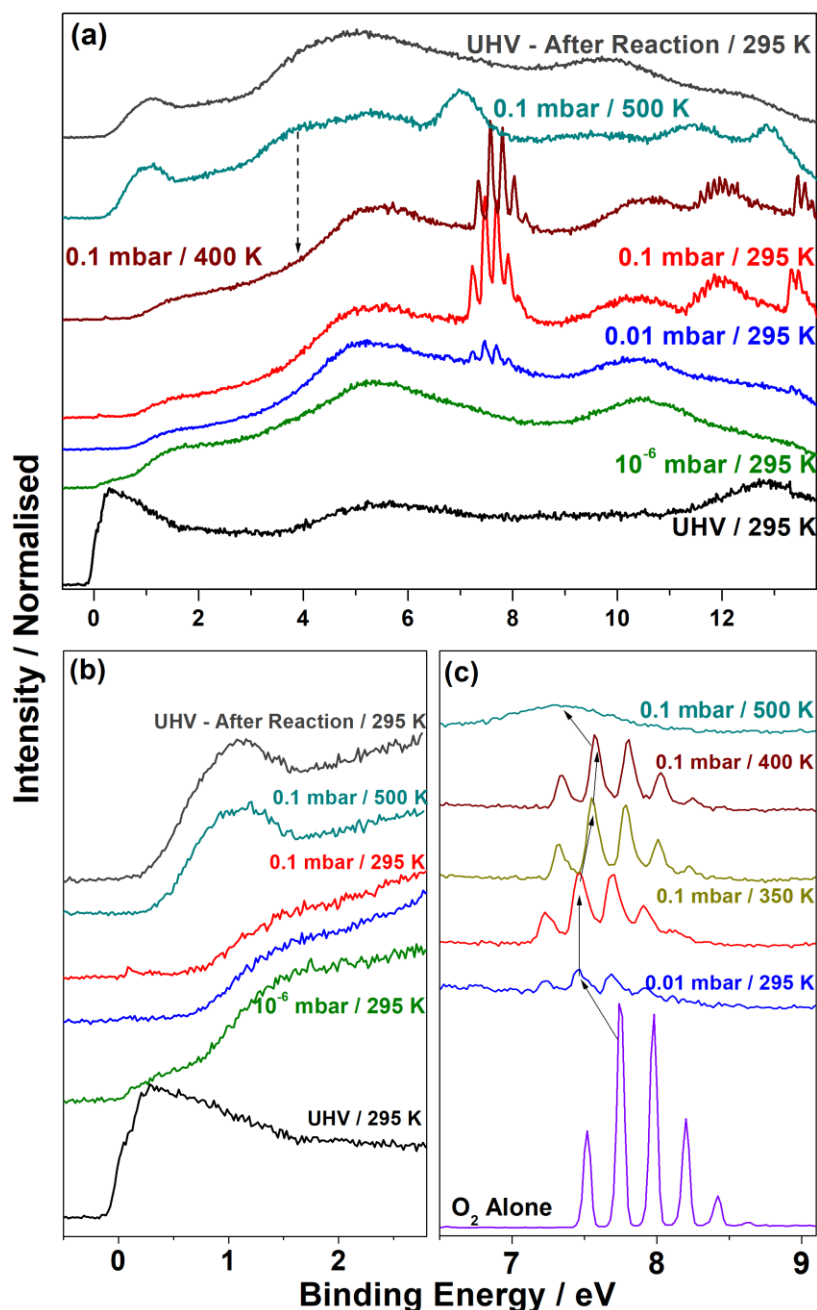 (a)
UHV - After Reaction / 295 K
0.1 mbar / 500 K
0.1 mbar / 400 K
0.1 mbar / 295 K
0.01 mbar / 295 K
10⁻⁶ mbar / 295 K
UHV / 295 K
0 2 4 6 8 10 12
Intensity / Normalised
(b)
UHV - After Reaction / 295 K
0.1 mbar / 500 K
0.1 mbar / 295 K
10⁻⁶ mbar / 295 K
UHV / 295 K
0 1 2
(c)
0.1 mbar / 500 K
0.1 mbar / 400 K
0.1 mbar / 350 K
0.1 mbar / 295 K
0.01 mbar / 295 K
O₂ Alone
7 8 9
Binding Energy / eV